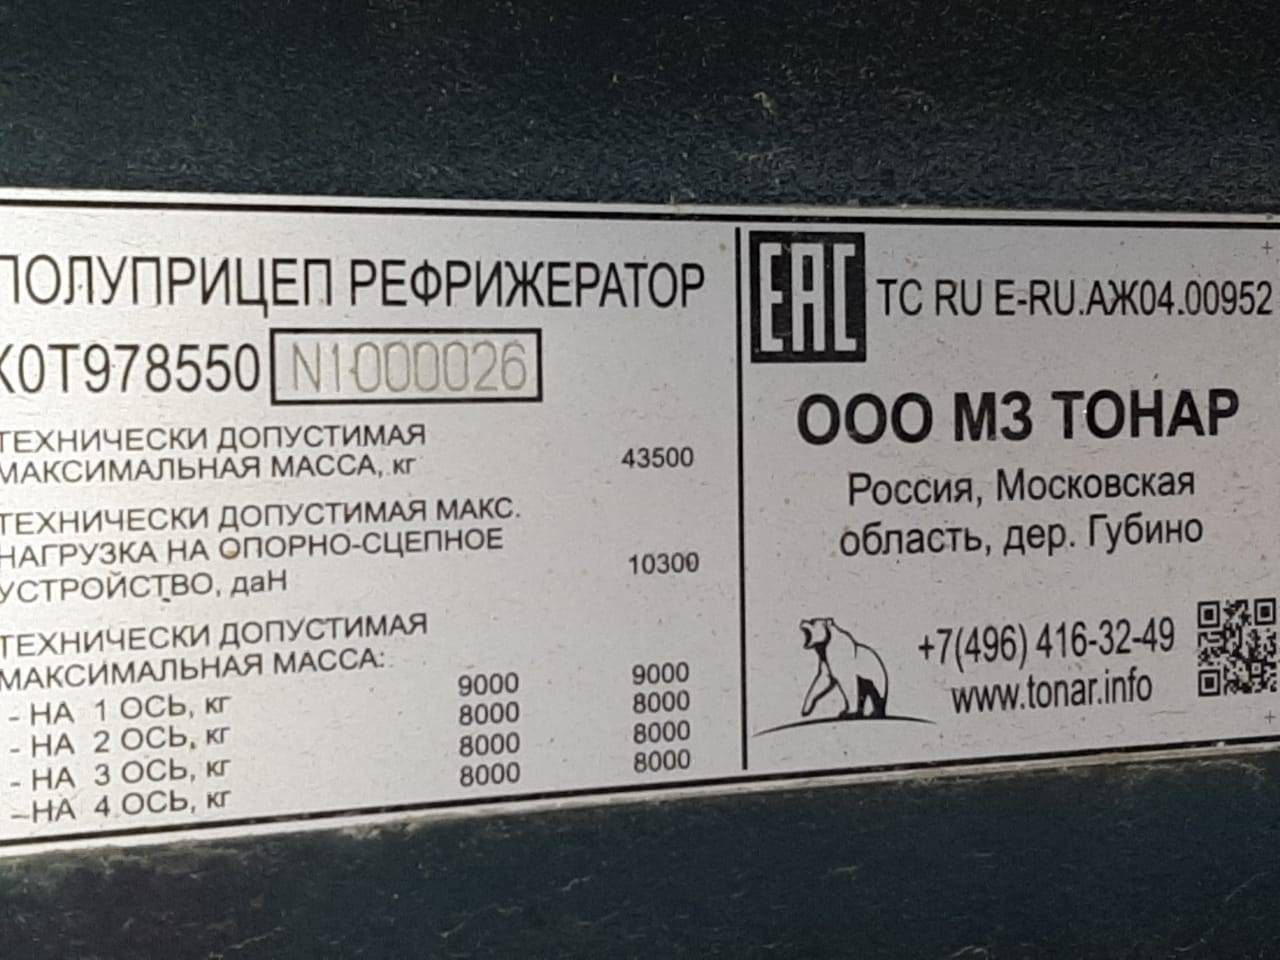 ПОЛУПРИЦЕП РЕФРИЖЕРАТОР
X0T978550 N1000026
ТЕХНИЧЕСКИ ДОПУСТИМАЯ
МАКСИМАЛЬНАЯ МАССА, кг 43500
ТЕХНИЧЕСКИ ДОПУСТИМАЯ МАКС.
НАГРУЗКА НА ОПОРНО-СЦЕПНОЕ
УСТРОЙСТВО, даН 10300
ТЕХНИЧЕСКИ ДОПУСТИМАЯ
МАКСИМАЛЬНАЯ МАССА:
- НА 1 ОСЬ, кг 9000 9000
- НА 2 ОСЬ, кг 8000 8000
- НА 3 ОСЬ, кг 8000 8000
- НА 4 ОСЬ, кг 8000 8000
EAC TC RU E-RU.АЖ04.00952
ООО МЗ ТОНАР
Россия, Московская
область, дер. Губино
+7(496) 416-32-49
www.tonar.info